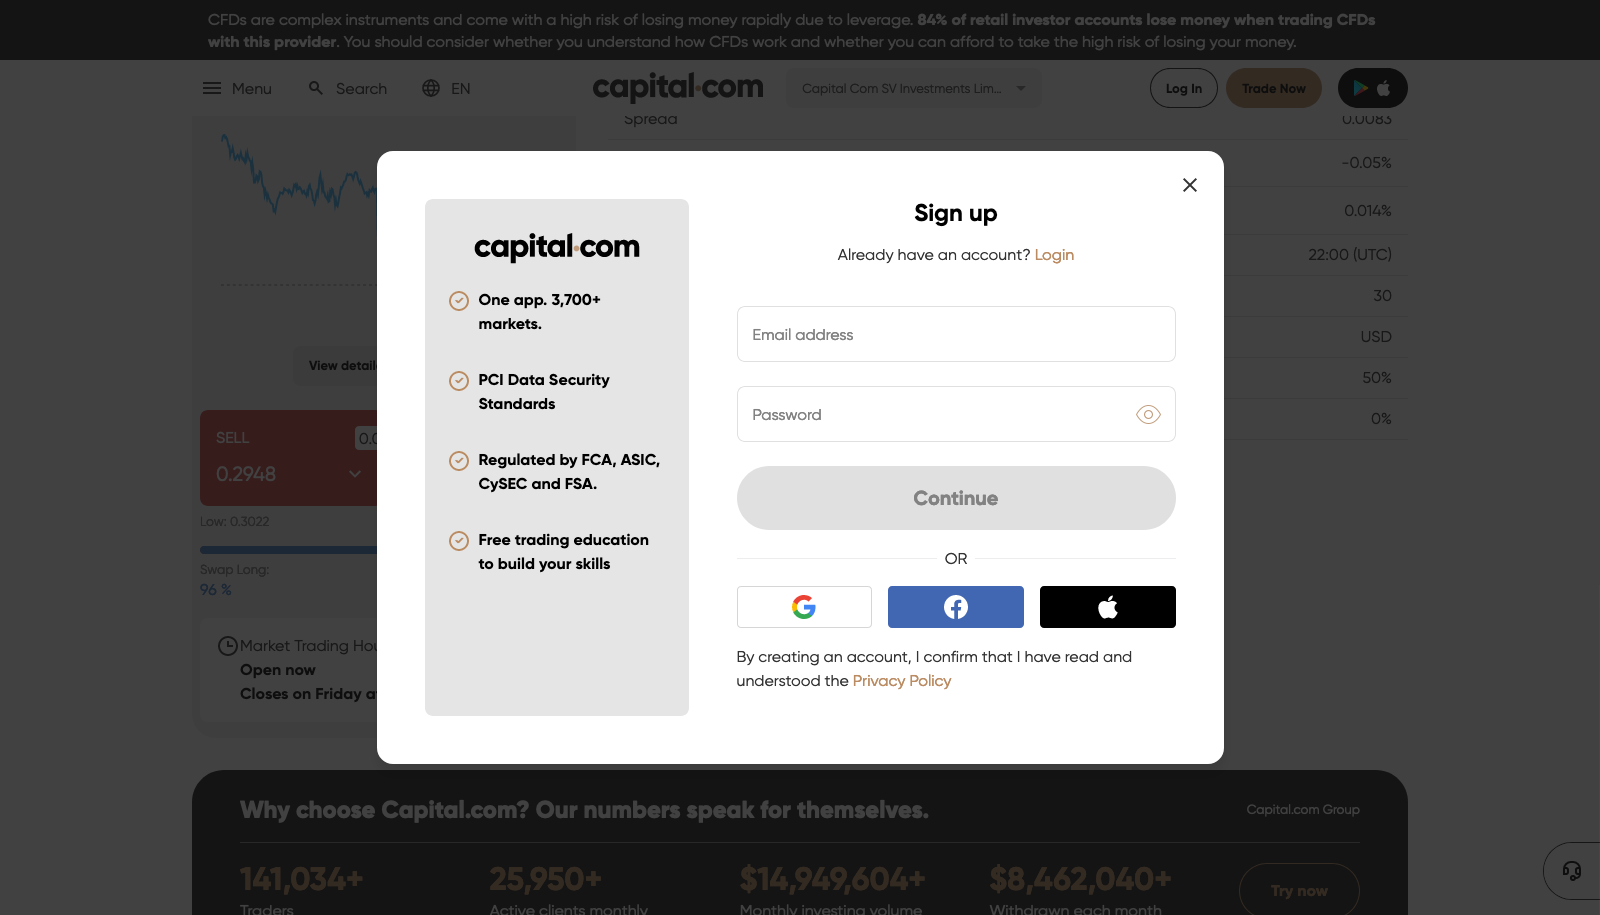 CFDs are complex instruments and come with a high risk of losing money rapidly due to leverage. 84% of retail investor accounts lose money when trading CFDs
with this provider. You should consider whether you understand how CFDs work and whether you can afford to take the high risk of losing your money.
Menu
Search
EN
capital.com
Capital Com SV Investments Lim...
Log In
Trade Now
Spread
0.0083
-0.05%
0.014%
22:00 (UTC)
30
USD
50%
0%
View detail
SELL
0.0
0.2948
Low: 0.3022
Swap Long:
96 %
Market Trading Hou
Open now
Closes on Friday a
capital.com
One app. 3,700+
markets.
PCI Data Security
Standards
Regulated by FCA, ASIC,
CySEC and FSA.
Free trading education
to build your skills
Sign up
Already have an account? Login
Email address
Password
Continue
OR
By creating an account, I confirm that I have read and
understood the Privacy Policy
Why choose Capital.com? Our numbers speak for themselves.
Capital.com Group
141,034+
Traders
25,950+
Active clients monthly
$14,949,604+
Monthly investing volume
$8,462,040+
Withdrawn each month
Try now